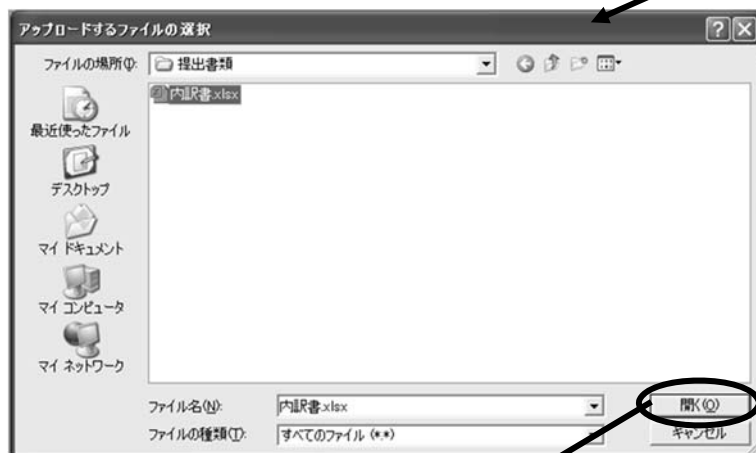 アップロードするファイルの選択
ファイルの場所(I):
提出書類
内訳書.xlsx
最近使ったファイル
デスクトップ
マイ ドキュメント
マイ コンピュータ
マイ ネットワーク
ファイル名(N):
内訳書.xlsx
開く(O)
ファイルの種類(T):
すべてのファイル (*.*)
キャンセル